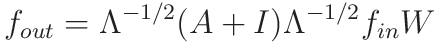 $f_{out} = \Lambda^{-1/2}(A + I)\Lambda^{-1/2} f_{in} W$